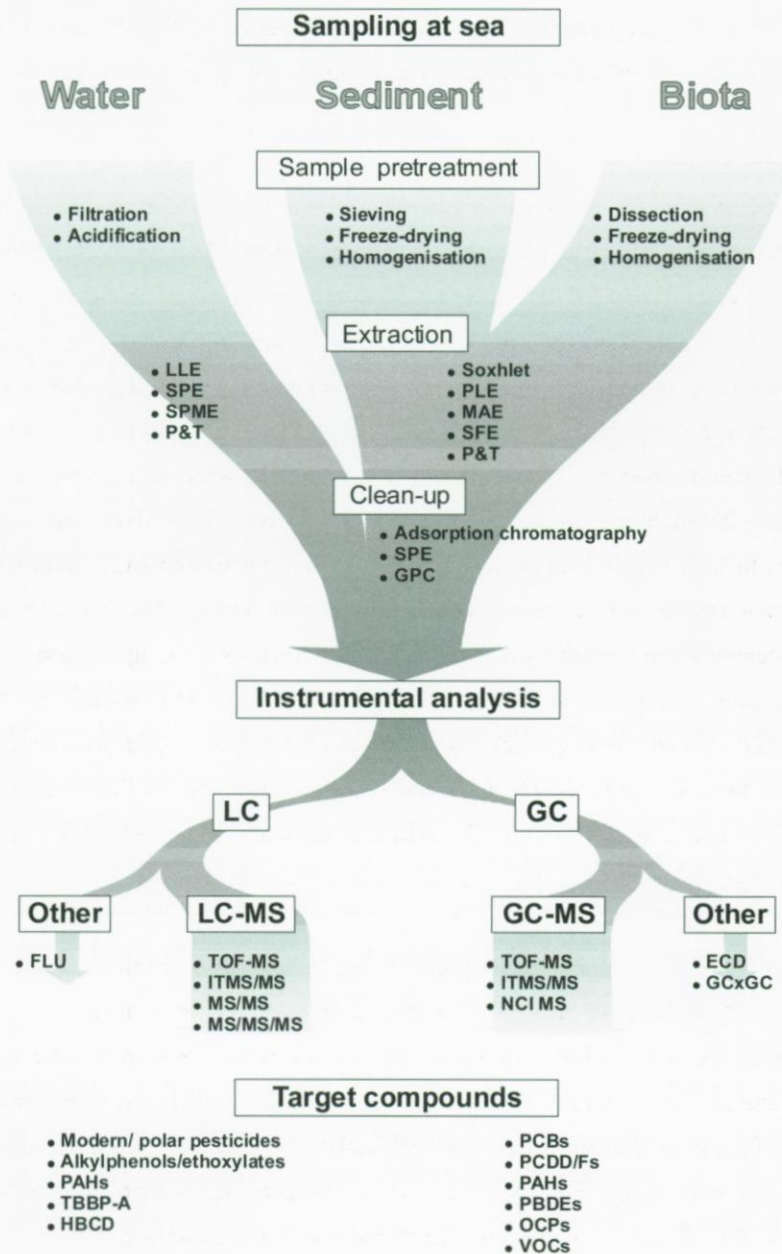 Sampling at sea
Water
Sediment
Biota
Sample pretreatment
• Filtration
• Acidification
• Sieving
• Freeze-drying
• Homogenisation
• Dissection
• Freeze-drying
• Homogenisation
Extraction
• LLE
• SPE
• SPME
• P&T
• Soxhlet
• PLE
• MAE
• SFE
• P&T
Clean-up
• Adsorption chromatography
• SPE
• GPC
Instrumental analysis
LC
GC
Other
LC-MS
GC-MS
Other
• FLU
• TOF-MS
• ITMS/MS
• MS/MS
• MS/MS/MS
• TOF-MS
• ITMS/MS
• NCI MS
• ECD
• GCxGC
Target compounds
• Modern/ polar pesticides
• Alkylphenols/ethoxylates
• PAHs
• TBBP-A
• HBCD
• PCBs
• PCDD/Fs
• PAHs
• PBDEs
• OCPs
• VOCs